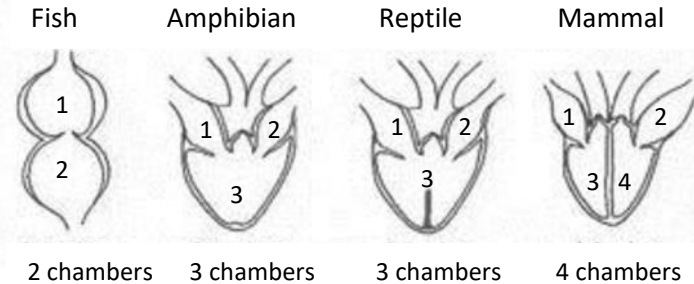 Fish Amphibian Reptile Mammal
1 1 2 1 2 1 2
2 3 3 3 4
2 chambers 3 chambers 3 chambers 4 chambers